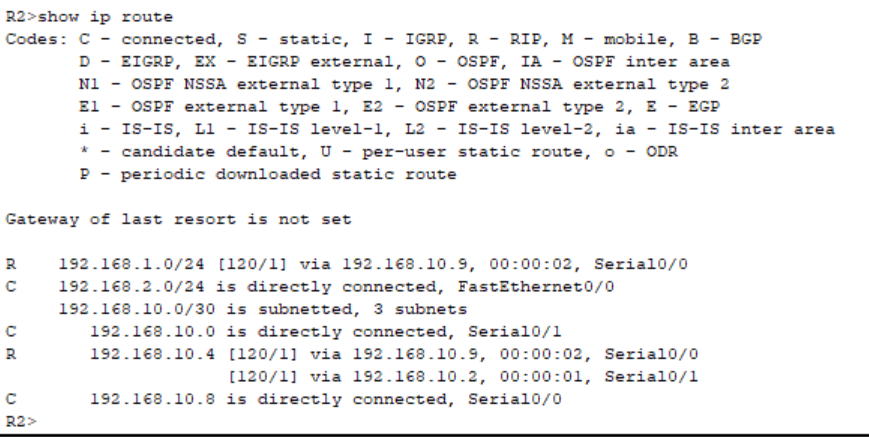 R2>show ip route
Codes: C - connected, S - static, I - IGRP, R - RIP, M - mobile, B - BGP
       D - EIGRP, EX - EIGRP external, O - OSPF, IA - OSPF inter area
       N1 - OSPF NSSA external type 1, N2 - OSPF NSSA external type 2
       E1 - OSPF external type 1, E2 - OSPF external type 2, E - EGP
       i - IS-IS, L1 - IS-IS level-1, L2 - IS-IS level-2, ia - IS-IS inter area
       * - candidate default, U - per-user static route, o - ODR
       P - periodic downloaded static route
Gateway of last resort is not set
R    192.168.1.0/24 [120/1] via 192.168.10.9, 00:00:02, Serial0/0
C    192.168.2.0/24 is directly connected, FastEthernet0/0
     192.168.10.0/30 is subnetted, 3 subnets
C       192.168.10.0 is directly connected, Serial0/1
R       192.168.10.4 [120/1] via 192.168.10.9, 00:00:02, Serial0/0
                     [120/1] via 192.168.10.2, 00:00:01, Serial0/1
C       192.168.10.8 is directly connected, Serial0/0
R2>